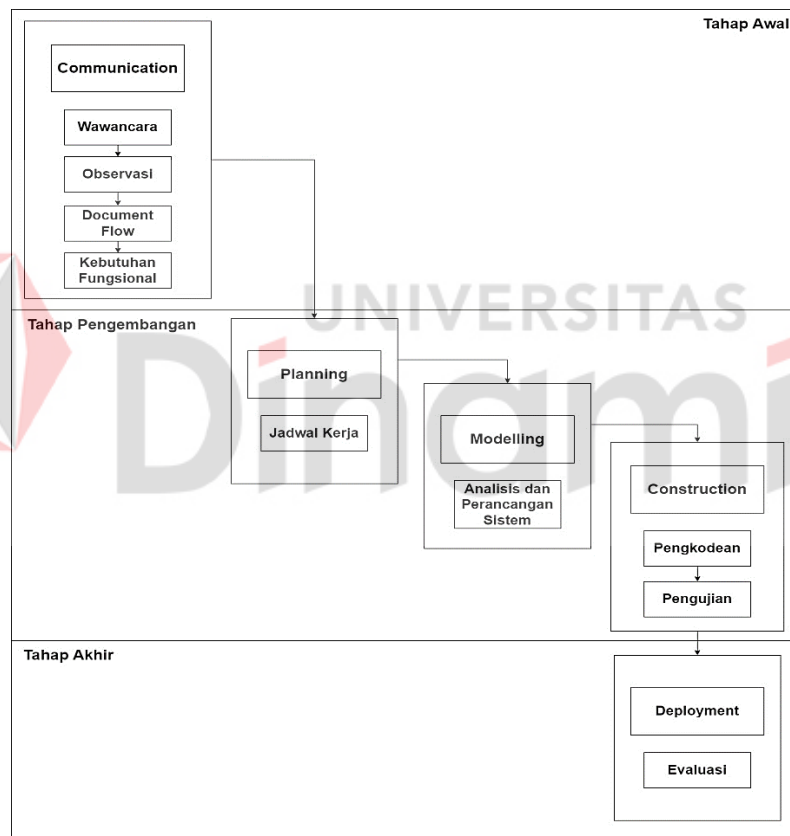 Tahap Awal
Communication
Wawancara
Observasi
Document
Flow
Kebutuhan
Fungsional
UNIVERSITAS
Dinami
Tahap Pengembangan
Planning
Jadwal Kerja
Modelling
Analisis dan
Perancangan
Sistem
Construction
Pengkodean
Pengujian
Tahap Akhir
Deployment
Evaluasi